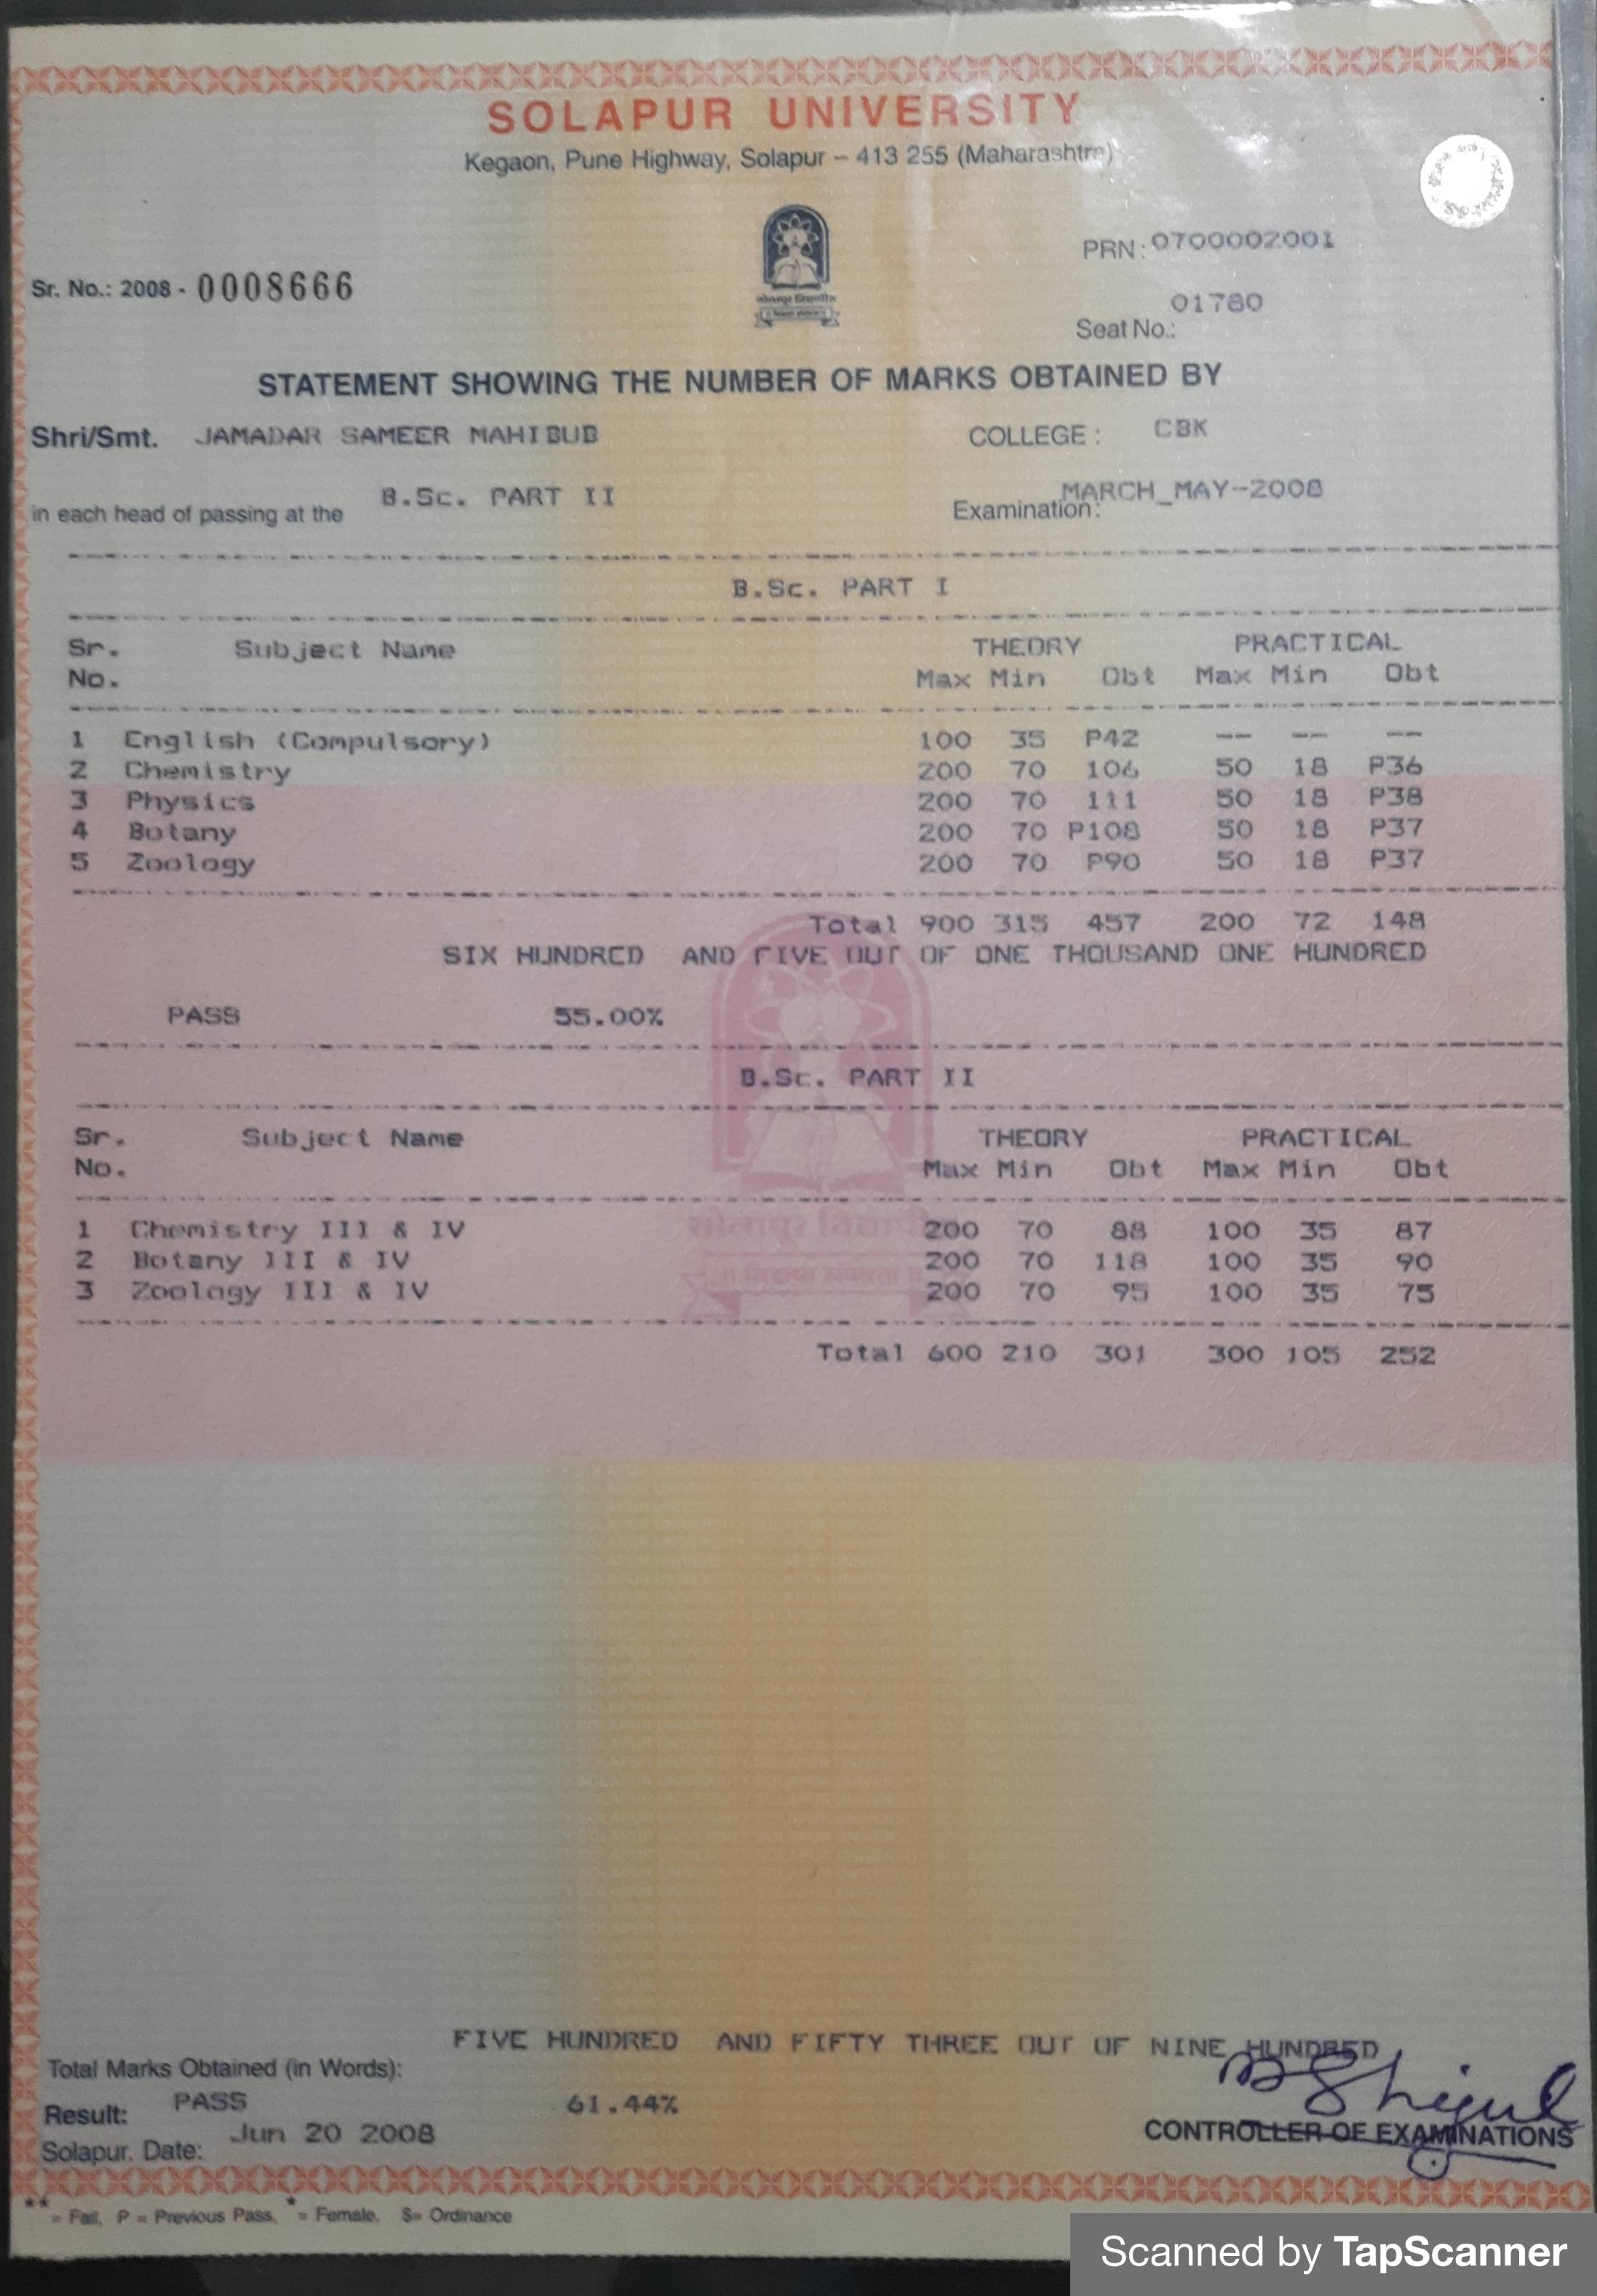 SOLAPUR UNIVERSITY
Kegaon, Pune Highway, Solapur – 413 255 (Maharashtra)
PRN: 0700002001
Sr. No.: 2008 - 0008666
01780
Seat No.:
STATEMENT SHOWING THE NUMBER OF MARKS OBTAINED BY
Shri/Smt. JAMADAR SAMEER MAHIBUB COLLEGE : CBK
in each head of passing at the B.Sc. PART II Examination: MARCH_MAY--2008
B.Sc. PART I
Sr. Subject Name THEORY PRACTICAL
No. Max Min Obt Max Min Obt
1 English (Compulsory) 100 35 P42 -- -- --
2 Chemistry 200 70 106 50 18 P36
3 Physics 200 70 111 50 18 P38
4 Botany 200 70 P108 50 18 P37
5 Zoology 200 70 P90 50 18 P37
Total 900 315 457 200 72 148
SIX HUNDRED AND FIVE OUT OF ONE THOUSAND ONE HUNDRED
PASS 55.00%
B.Sc. PART II
Sr. Subject Name THEORY PRACTICAL
No. Max Min Obt Max Min Obt
1 Chemistry III & IV 200 70 88 100 35 87
2 Botany III & IV 200 70 118 100 35 90
3 Zoology III & IV 200 70 95 100 35 75
सोलापूर
Total 600 210 301 300 105 252
FIVE HUNDRED AND FIFTY THREE OUT OF NINE HUNDRED
Total Marks Obtained (in Words):
Result: PASS 61.44%
Solapur. Date: Jun 20 2008
CONTROLLER OF EXAMINATIONS
** = Fail, P = Previous Pass, * = Female, $= Ordinance
Scanned by TapScanner